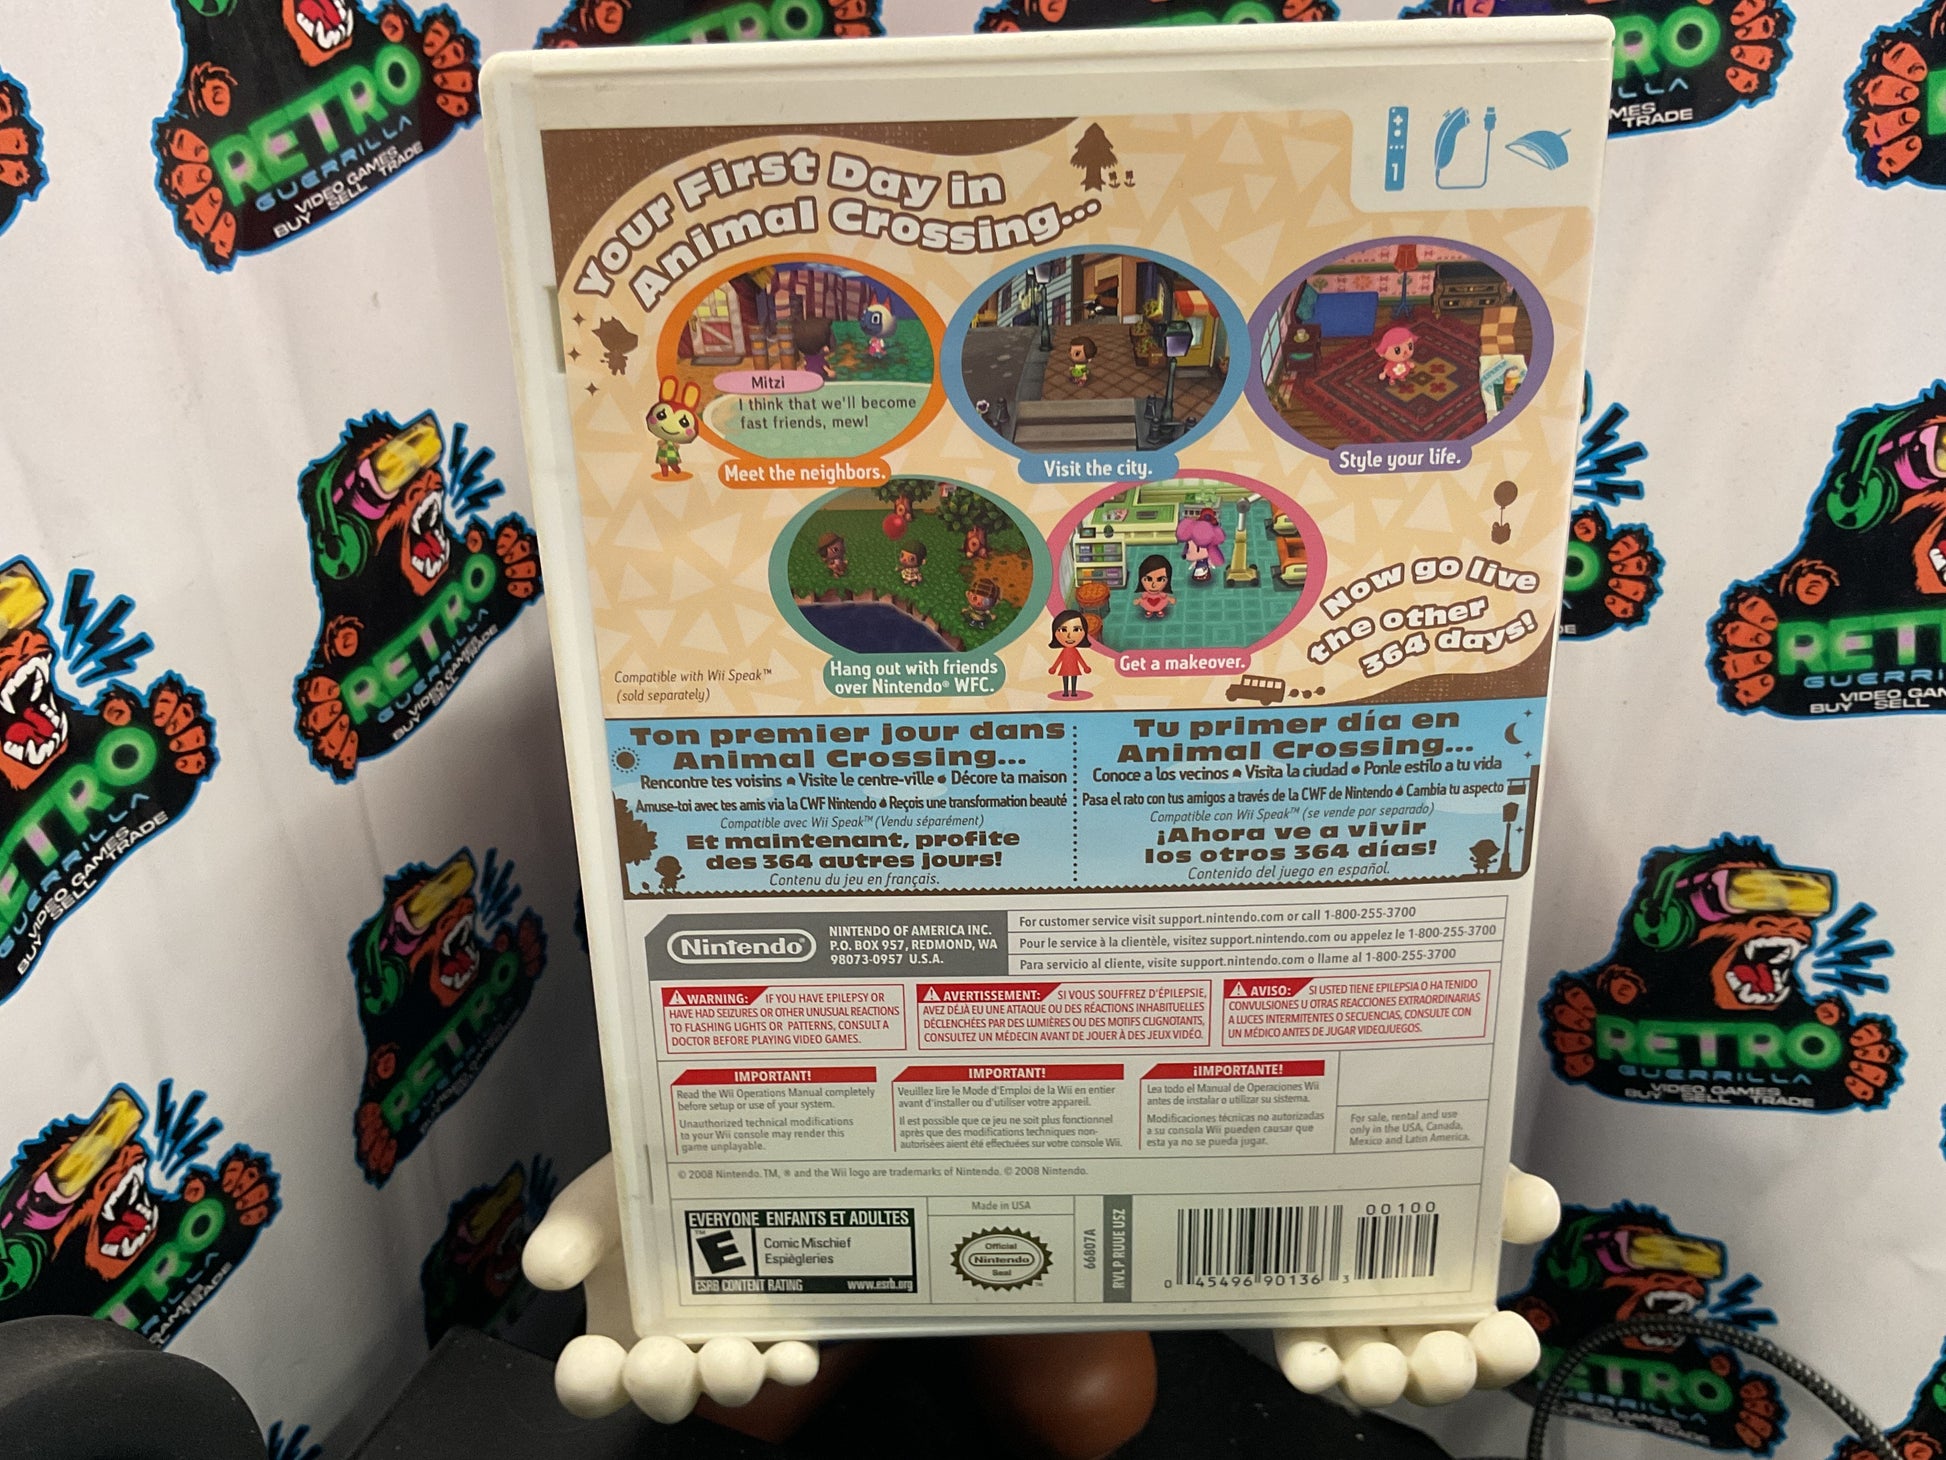 Your First Day in
Animal Crossing...
1
Mitzi
I think that we'll become
fast friends, mew!
Meet the neighbors.
Visit the city.
Style your life.
Hang out with friends
over Nintendo® WFC.
Get a makeover.
Now go live
the other
364 days!
Compatible with Wii Speak™
(sold separately)
Ton premier jour dans
Animal Crossing...
Rencontre tes voisins Visite le centre-ville Décore ta maison
Amuse-toi avec tes amis via la CWF Nintendo Reçois une transformation beauté
Compatible avec Wii Speak™ (Vendu séparément)
Et maintenant, profite
des 364 autres jours!
Contenu du jeu en français.
Tu primer día en
Animal Crossing...
Conoce a los vecinos Visita la ciudad Ponle estilo a tu vida
Pasa el rato con tus amigos a través de la CWF de Nintendo Cambia tu aspecto
Compatible con Wii Speak™ (se vende por separado)
¡Ahora ve a vivir
los otros 364 días!
Contenido del juego en español.
Nintendo®
NINTENDO OF AMERICA INC.
P.O. BOX 957, REDMOND, WA
98073-0957 U.S.A.
For customer service visit support.nintendo.com or call 1-800-255-3700
Pour le service à la clientèle, visitez support.nintendo.com ou appelez le 1-800-255-3700
Para servicio al cliente, visite support.nintendo.com o llame al 1-800-255-3700
WARNING: IF YOU HAVE EPILEPSY OR
HAVE HAD SEIZURES OR OTHER UNUSUAL REACTIONS
TO FLASHING LIGHTS OR PATTERNS, CONSULT A
DOCTOR BEFORE PLAYING VIDEO GAMES.
AVERTISSEMENT: SI VOUS SOUFFREZ D'ÉPILEPSIE,
AVEZ DÉJÀ EU UNE ATTAQUE OU DES RÉACTIONS INHABITUELLES
DÉCLENCHÉES PAR DES LUMIÈRES OU DES MOTIFS CLIGNOTANTS,
CONSULTEZ UN MÉDECIN AVANT DE JOUER À DES JEUX VIDÉO.
AVISO: SI USTED TIENE EPILEPSIA O HA TENIDO
CONVULSIONES U OTRAS REACCIONES EXTRAORDINARIAS
A LUCES INTERMITENTES O SECUENCIAS, CONSULTE CON
UN MÉDICO ANTES DE JUGAR VIDEOJUEGOS.
IMPORTANT!
Read the Wii Operations Manual completely
before setup or use of your system.
Unauthorized technical modifications
to your Wii console may render this
game unplayable.
IMPORTANT!
Veuillez lire le Mode d'Emploi de la Wii en entier
avant d'installer ou d'utiliser votre appareil.
Il est possible que ce jeu ne soit plus fonctionnel
après que des modifications techniques non-
autorisées aient été effectuées sur votre console Wii.
¡IMPORTANTE!
Lea todo el Manual de Operaciones Wii
antes de instalar o utilizar su sistema.
Modificaciones técnicas no autorizadas
a su consola Wii pueden causar que
esta ya no se pueda jugar.
For sale, rental and use
only in the USA, Canada,
Mexico and Latin America.
© 2008 Nintendo. TM, ® and the Wii logo are trademarks of Nintendo. © 2008 Nintendo.
EVERYONE ENFANTS ET ADULTES
E
Comic Mischief
Espiègleries
ESRB CONTENT RATING www.esrb.org
Made in USA
Official
Nintendo
Seal
66807A
RVL P RUUE USZ
00100
0 45496 90136 3
RETRO
GUERRILLA
VIDEO GAMES
BUY SELL TRADE
RETRO
GUERRILLA
VIDEO GAMES
BUY SELL TRADE
RETRO
GUERRILLA
VIDEO GAMES
BUY SELL TRADE
RETRO
GUERRILLA
VIDEO GAMES
BUY SELL TRADE